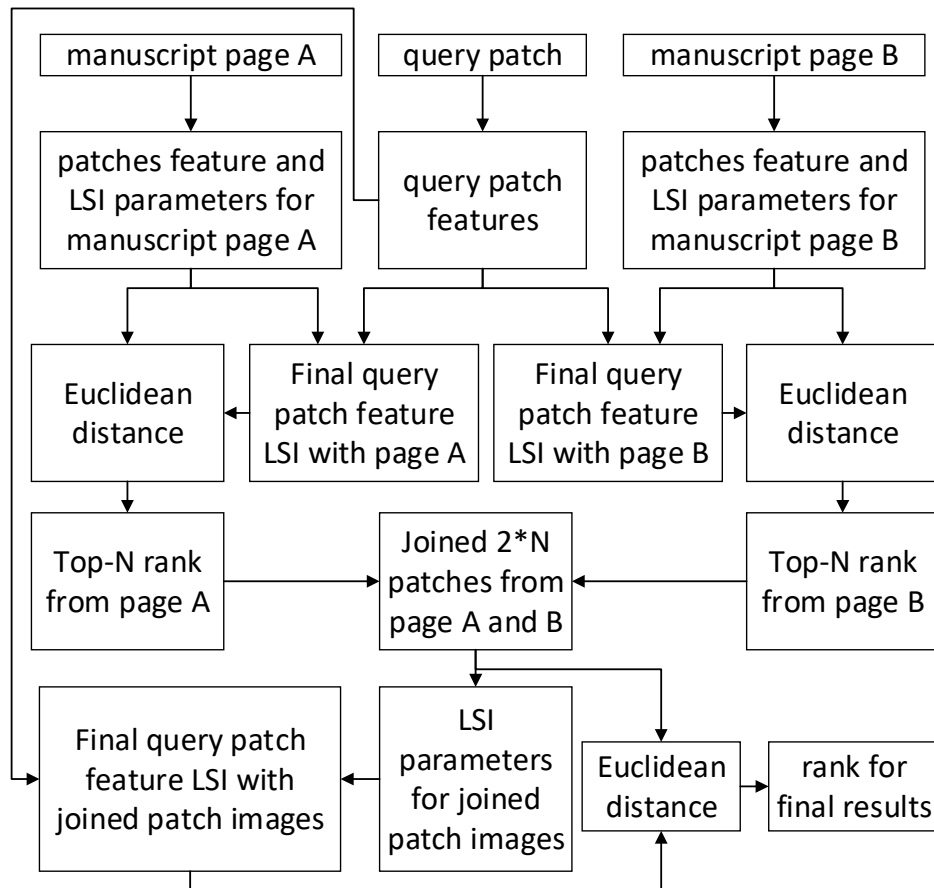 manuscript page A
query patch
manuscript page B
patches feature and
LSI parameters for
manuscript page A
query patch
features
patches feature and
LSI parameters for
manuscript page B
Euclidean
distance
Final query
patch feature
LSI with page A
Final query
patch feature
LSI with page B
Euclidean
distance
Top-N rank
from page A
Joined 2*N
patches from
page A and B
Top-N rank
from page B
Final query patch
feature LSI with
joined patch images
LSI
parameters
for joined
patch images
Euclidean
distance
rank for
final results